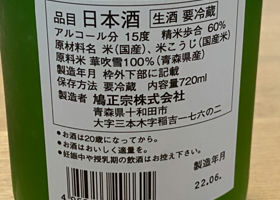 品目 日本酒 生酒 要冷蔵
アルコール分 15度 精米歩合 60%
原材料名 米(国産)、米こうじ(国産米)
原料米 華吹雪100%(青森県産)
製造年月 枠外下部に記載
保存方法 要冷蔵 内容量720ml
製造者 鳩正宗株式会社
青森県十和田市
大字三本木字稲吉一七六の二
●お酒は20歳になってから。
●お酒はおいしく適量を。
●妊娠中や授乳期の飲酒はお控え下さい。
製造年月
22.06.